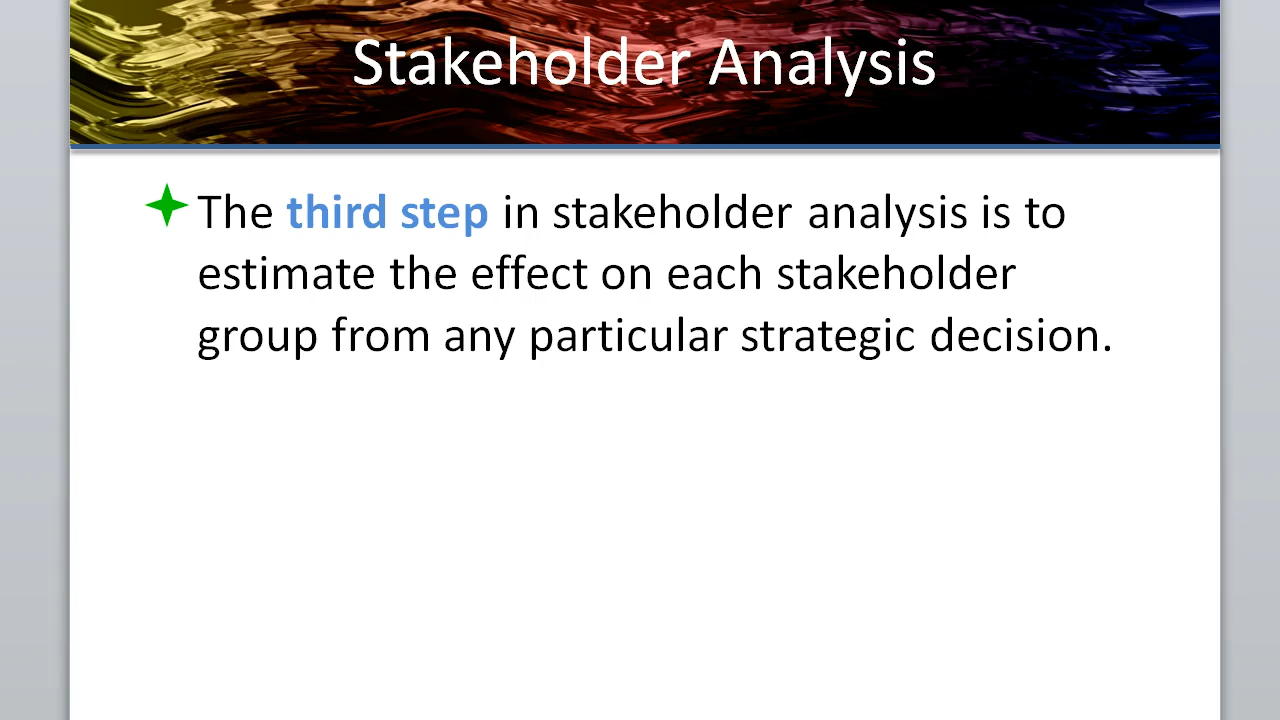 Stakeholder Analysis
The third step in stakeholder analysis is to
estimate the effect on each stakeholder
group from any particular strategic decision.